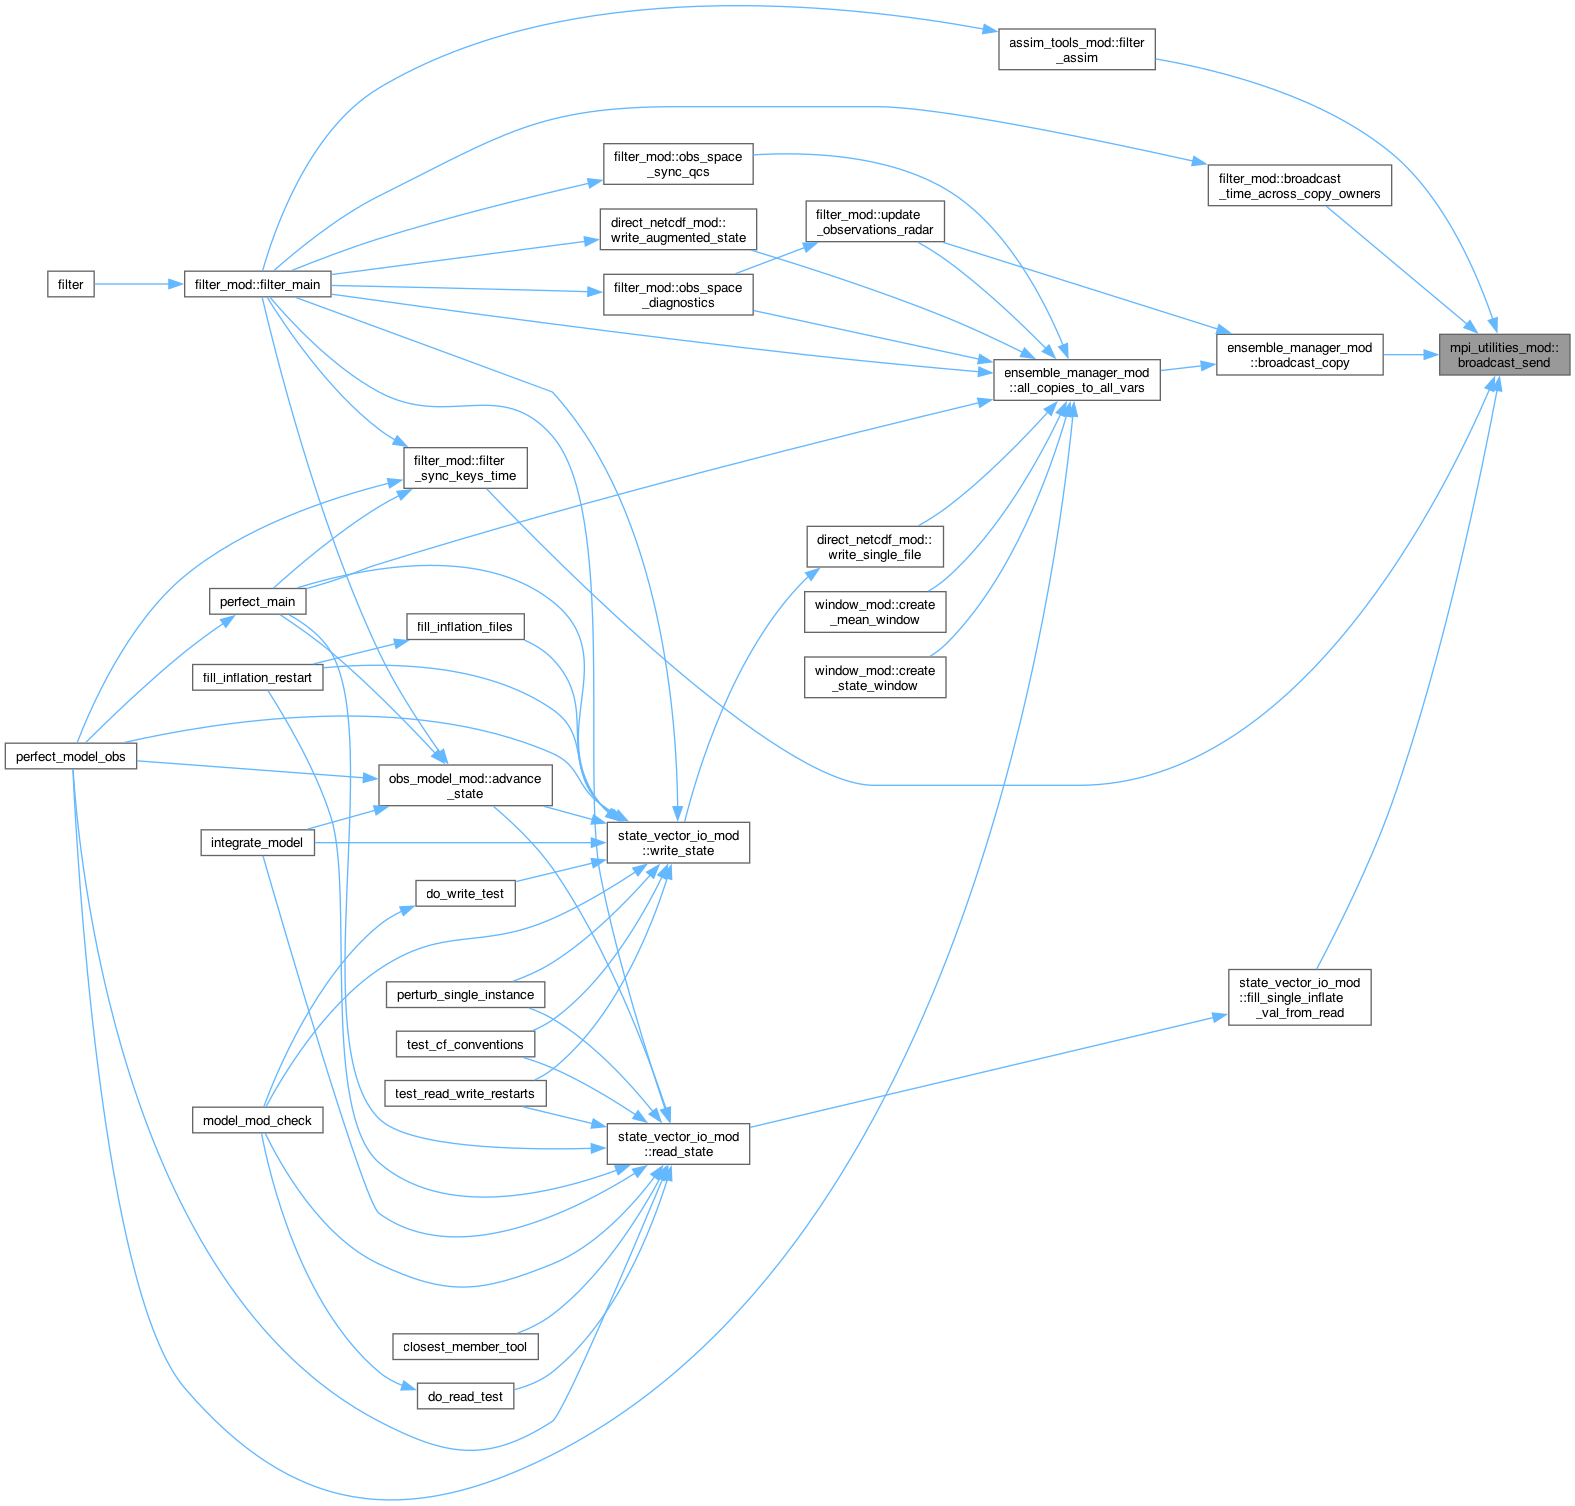 assim_tools_mod::filter
_assim
filter_mod::obs_space
_sync_qcs
filter_mod::broadcast
_time_across_copy_owners
direct_netcdf_mod::
write_augmented_state
filter_mod::update
_observations_radar
filter
filter_mod::filter_main
filter_mod::obs_space
_diagnostics
ensemble_manager_mod
::broadcast_copy
mpi_utilities_mod::
broadcast_send
ensemble_manager_mod
::all_copies_to_all_vars
filter_mod::filter
_sync_keys_time
direct_netcdf_mod::
write_single_file
perfect_main
window_mod::create
_mean_window
fill_inflation_files
fill_inflation_restart
window_mod::create
_state_window
perfect_model_obs
obs_model_mod::advance
_state
integrate_model
state_vector_io_mod
::write_state
do_write_test
perturb_single_instance
state_vector_io_mod
::fill_single_inflate
_val_from_read
test_cf_conventions
test_read_write_restarts
model_mod_check
state_vector_io_mod
::read_state
closest_member_tool
do_read_test